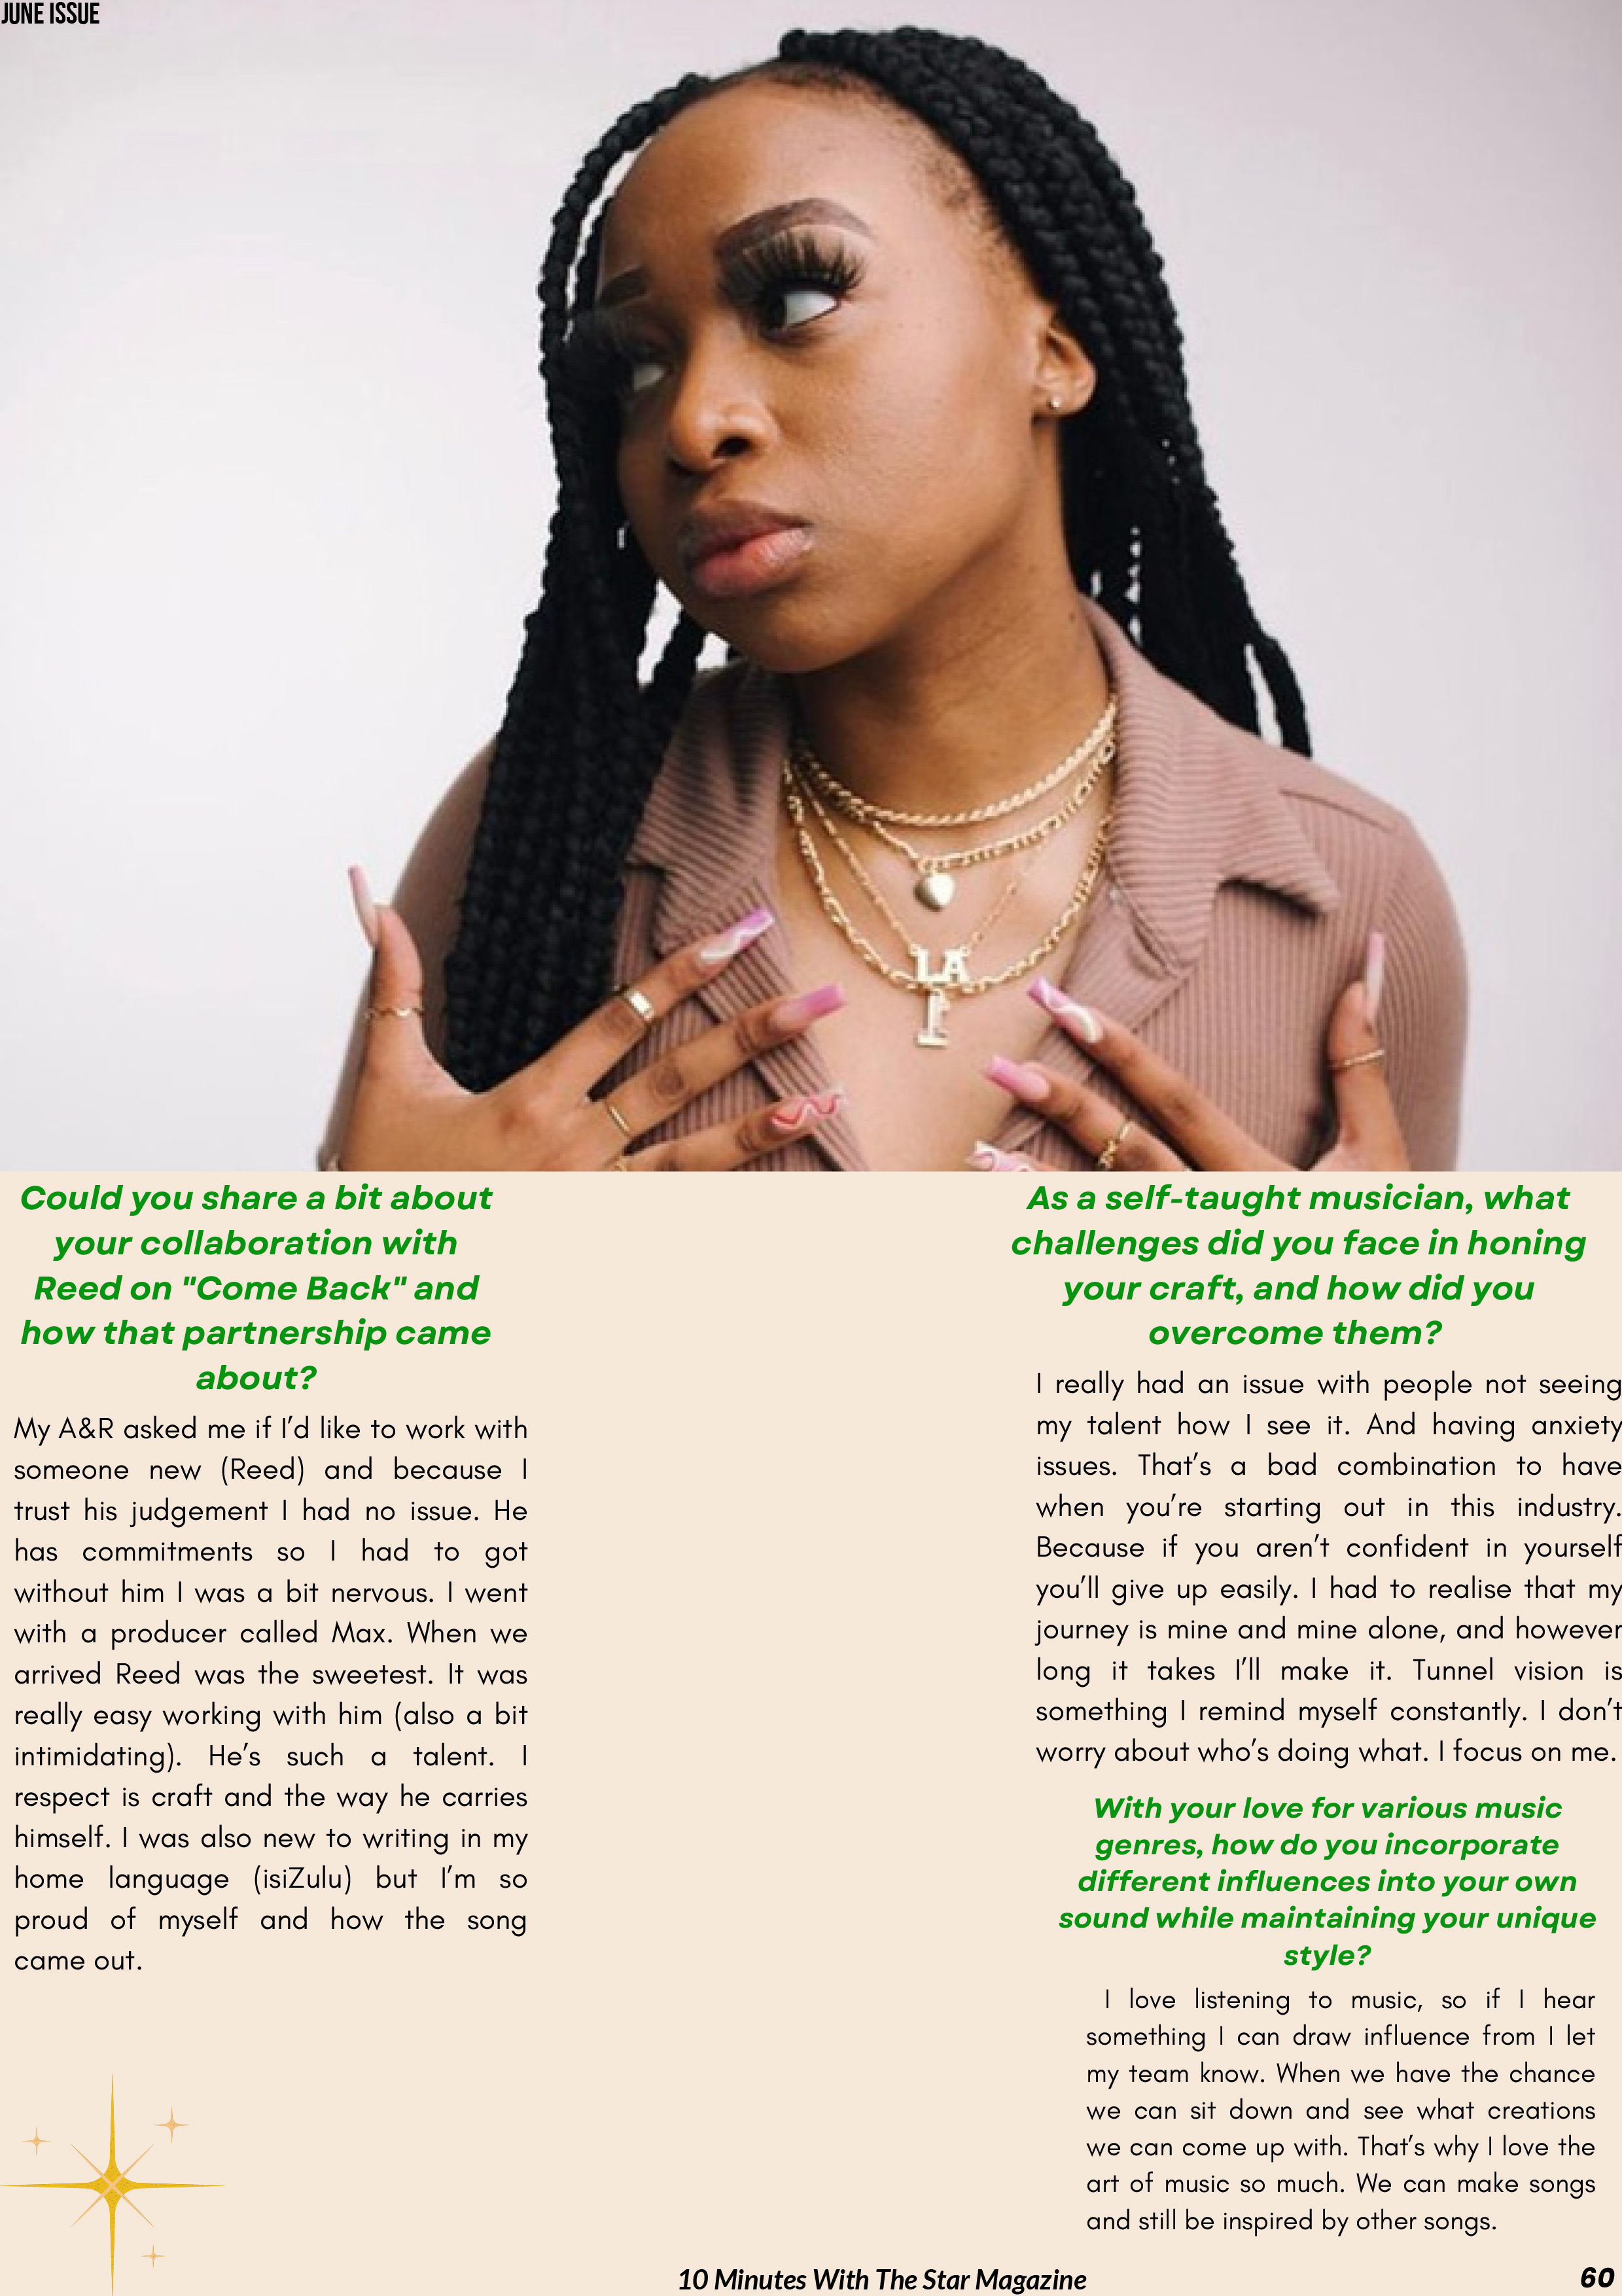 JUNE ISSUE
LA
Could you share a bit about
your collaboration with
Reed on "Come Back" and
how that partnership came
about?
My A&R asked me if I’d like to work with
someone new (Reed) and because I
trust his judgement I had no issue. He
has commitments so I had to got
without him I was a bit nervous. I went
with a producer called Max. When we
arrived Reed was the sweetest. It was
really easy working with him (also a bit
intimidating). He’s such a talent. I
respect is craft and the way he carries
himself. I was also new to writing in my
home language (isiZulu) but I’m so
proud of myself and how the song
came out.
As a self-taught musician, what
challenges did you face in honing
your craft, and how did you
overcome them?
I really had an issue with people not seeing
my talent how I see it. And having anxiety
issues. That’s a bad combination to have
when you’re starting out in this industry.
Because if you aren’t confident in yourself
you’ll give up easily. I had to realise that my
journey is mine and mine alone, and however
long it takes I’ll make it. Tunnel vision is
something I remind myself constantly. I don’t
worry about who’s doing what. I focus on me.
With your love for various music
genres, how do you incorporate
different influences into your own
sound while maintaining your unique
style?
I love listening to music, so if I hear
something I can draw influence from I let
my team know. When we have the chance
we can sit down and see what creations
we can come up with. That’s why I love the
art of music so much. We can make songs
and still be inspired by other songs.
10 Minutes With The Star Magazine
60